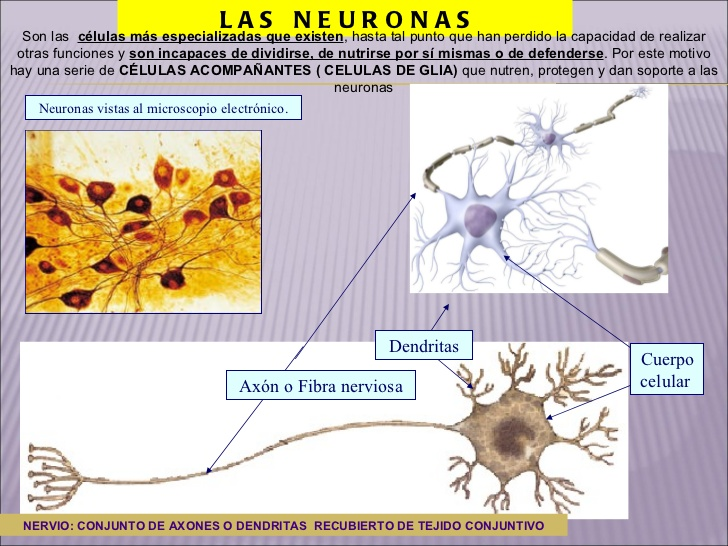 LAS NEURONAS
Son las células más especializadas que existen, hasta tal punto que han perdido la capacidad de realizar
otras funciones y son incapaces de dividirse, de nutrirse por sí mismas o de defenderse. Por este motivo
hay una serie de CÉLULAS ACOMPAÑANTES ( CELULAS DE GLIA) que nutren, protegen y dan soporte a las
neuronas
Neuronas vistas al microscopio electrónico.
Dendritas
Cuerpo
celular
Axón o Fibra nerviosa
NERVIO: CONJUNTO DE AXONES O DENDRITAS RECUBIERTO DE TEJIDO CONJUNTIVO